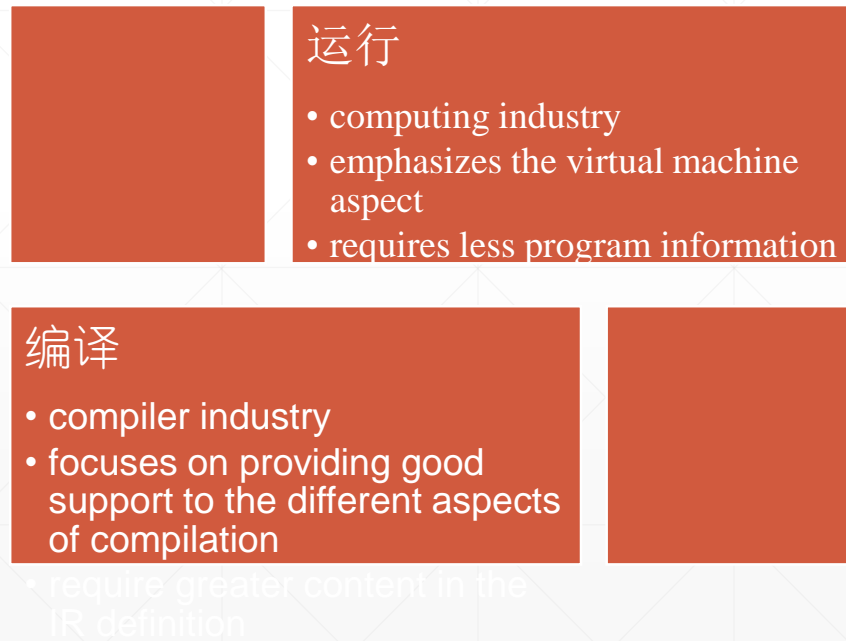 运行
• computing industry
• emphasizes the virtual machine
aspect
• requires less program information
编译
• compiler industry
• focuses on providing good
support to the different aspects
of compilation
• require greater content in the
IR definition